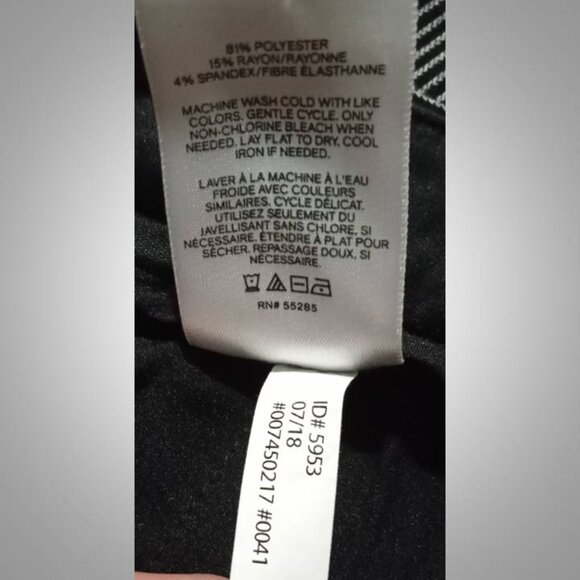 81% POLYESTER
15% RAYON/RAYONNE
4% SPANDEX/FIBRE ÉLASTHANNE
MACHINE WASH COLD WITH LIKE
COLORS. GENTLE CYCLE. ONLY
NON-CHLORINE BLEACH WHEN
NEEDED. LAY FLAT TO DRY. COOL
IRON IF NEEDED.
LAVER À LA MACHINE À L'EAU
FROIDE AVEC COULEURS
SIMILAIRES. CYCLE DÉLICAT.
UTILISEZ SEULEMENT DU
JAVELLISANT SANS CHLORE, SI
NÉCESSAIRE. ÉTENDRE À PLAT POUR
SÉCHER. REPASSAGE DOUX, SI
NÉCESSAIRE.
RN# 55285
ID# 5953
07/18
#007450217 #0041